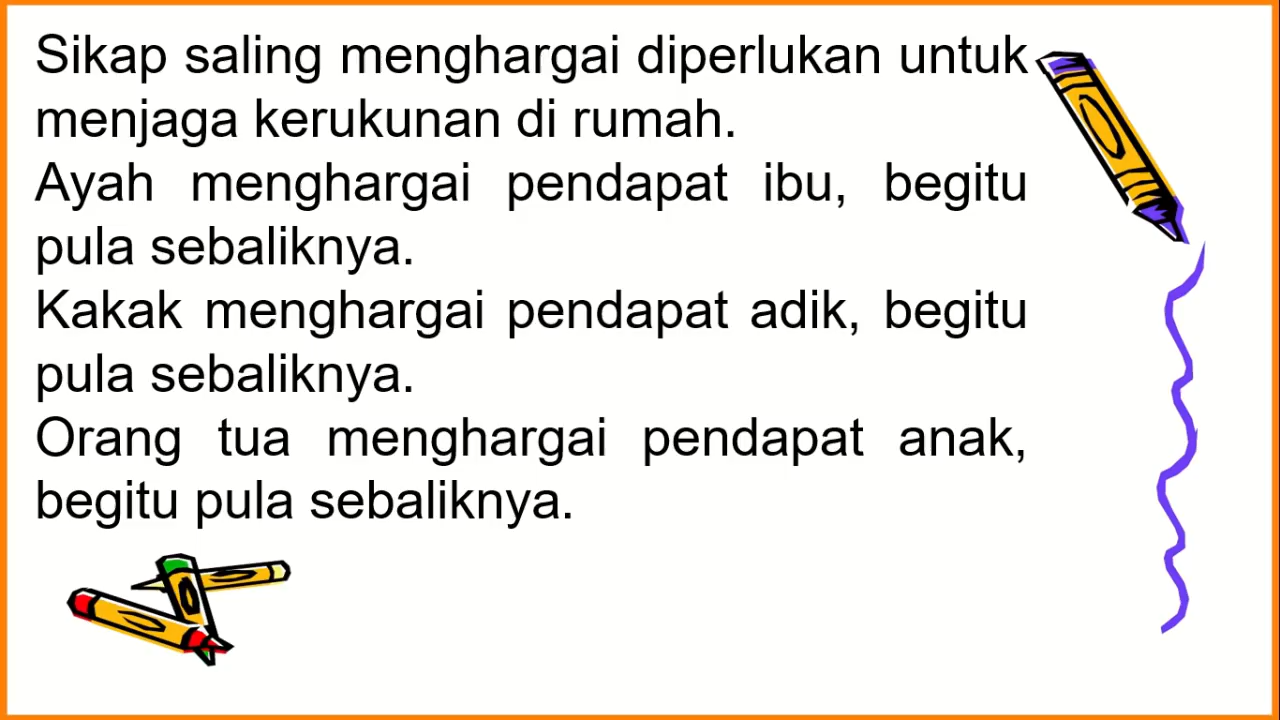 Sikap saling menghargai diperlukan untuk
menjaga kerukunan di rumah.
Ayah menghargai pendapat ibu, begitu
pula sebaliknya.
Kakak menghargai pendapat adik, begitu
pula sebaliknya.
Orang tua menghargai pendapat anak,
begitu pula sebaliknya.